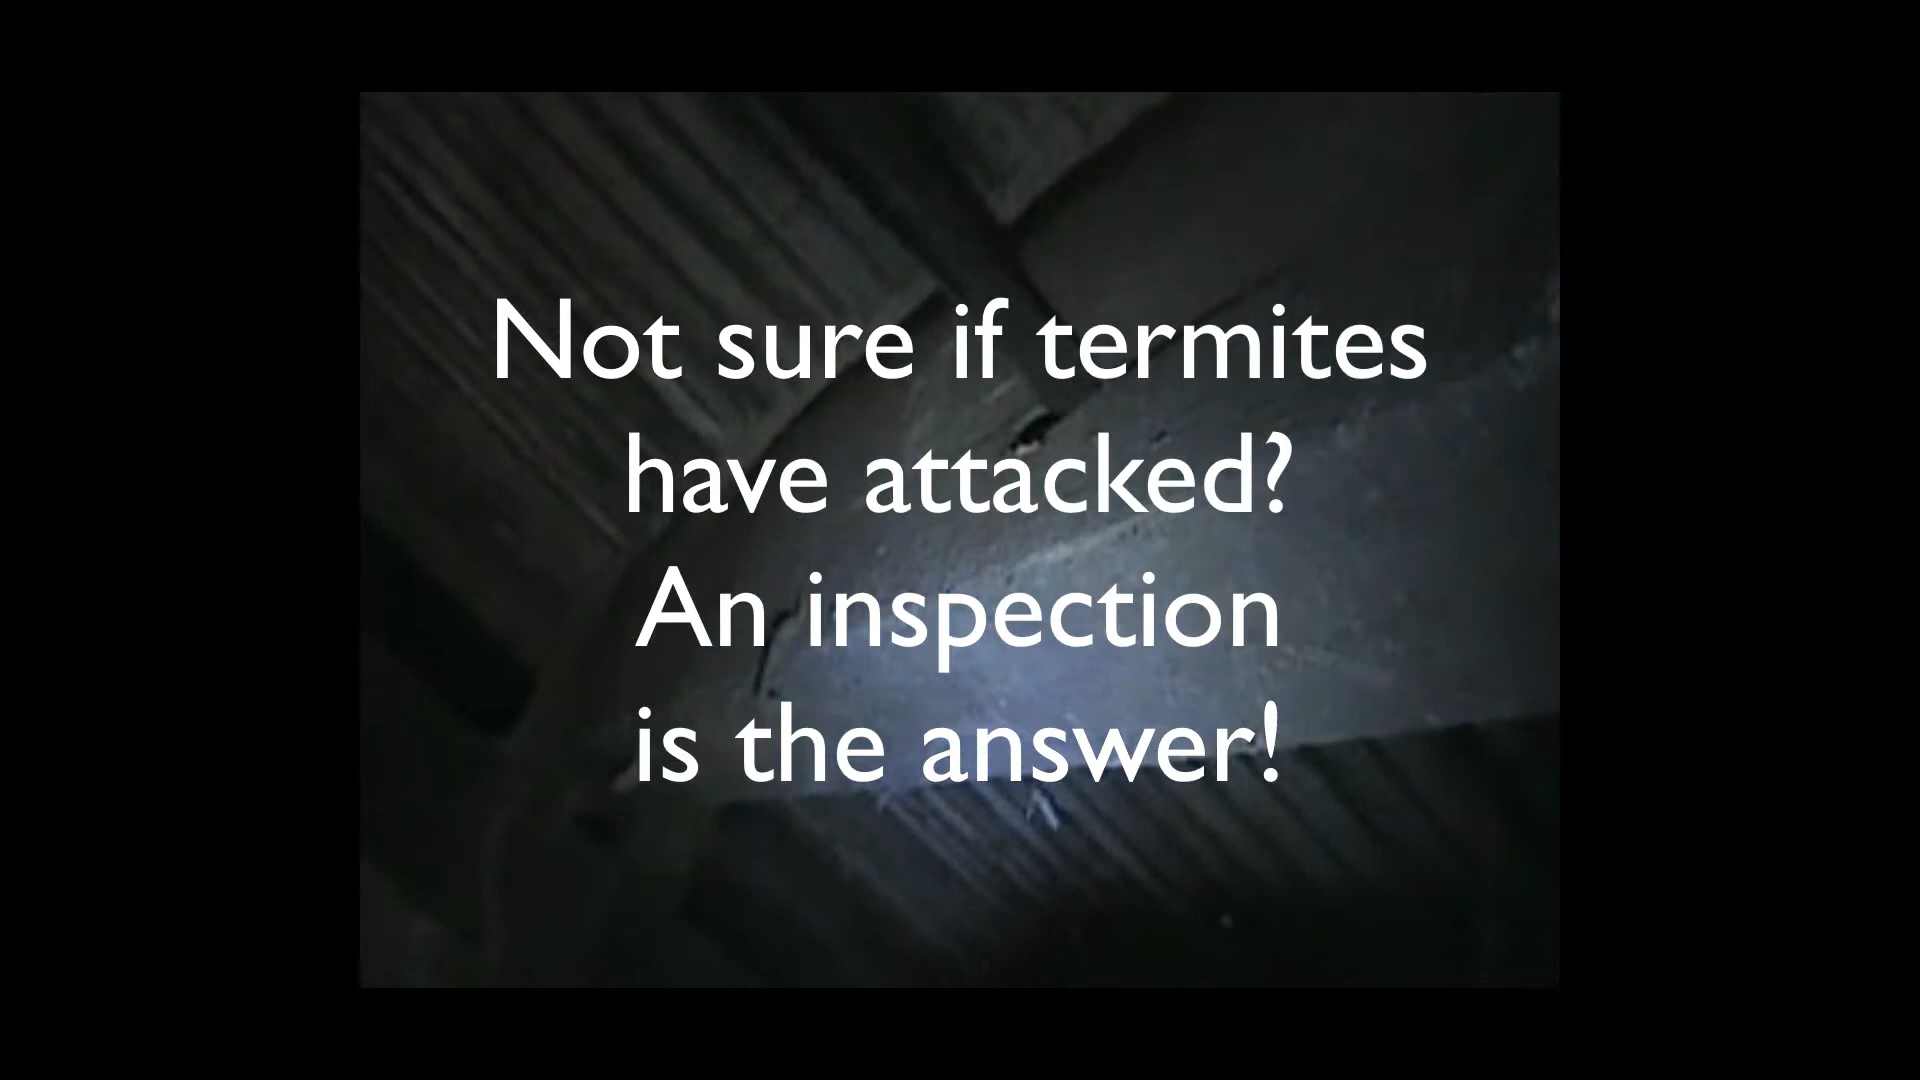 Not sure if termites
have attacked?
An inspection
is the answer!